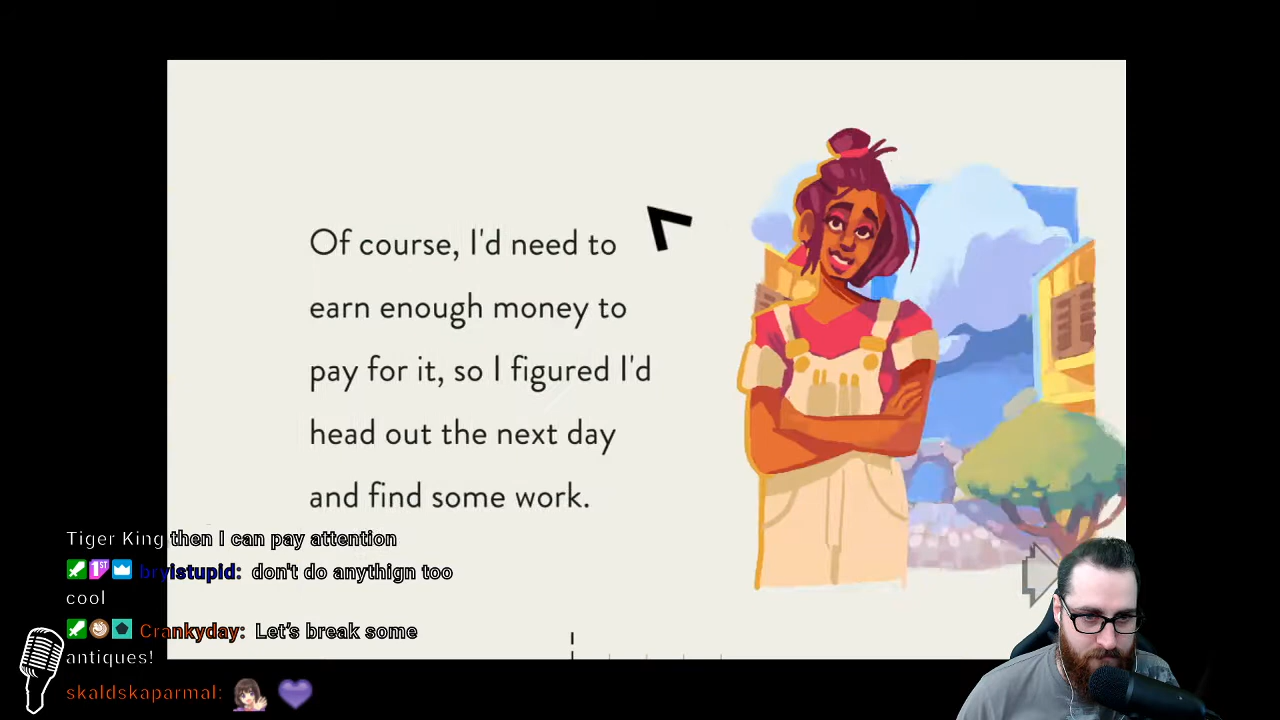 Of course, I'd need to
earn enough money to
pay for it, so I figured I'd
head out the next day
and find some work.
Tiger King then I can pay attention
1ST bryistupid: don't do anythign too
cool
Crankyday: Let's break some
antiques!
skaldskaparmal: